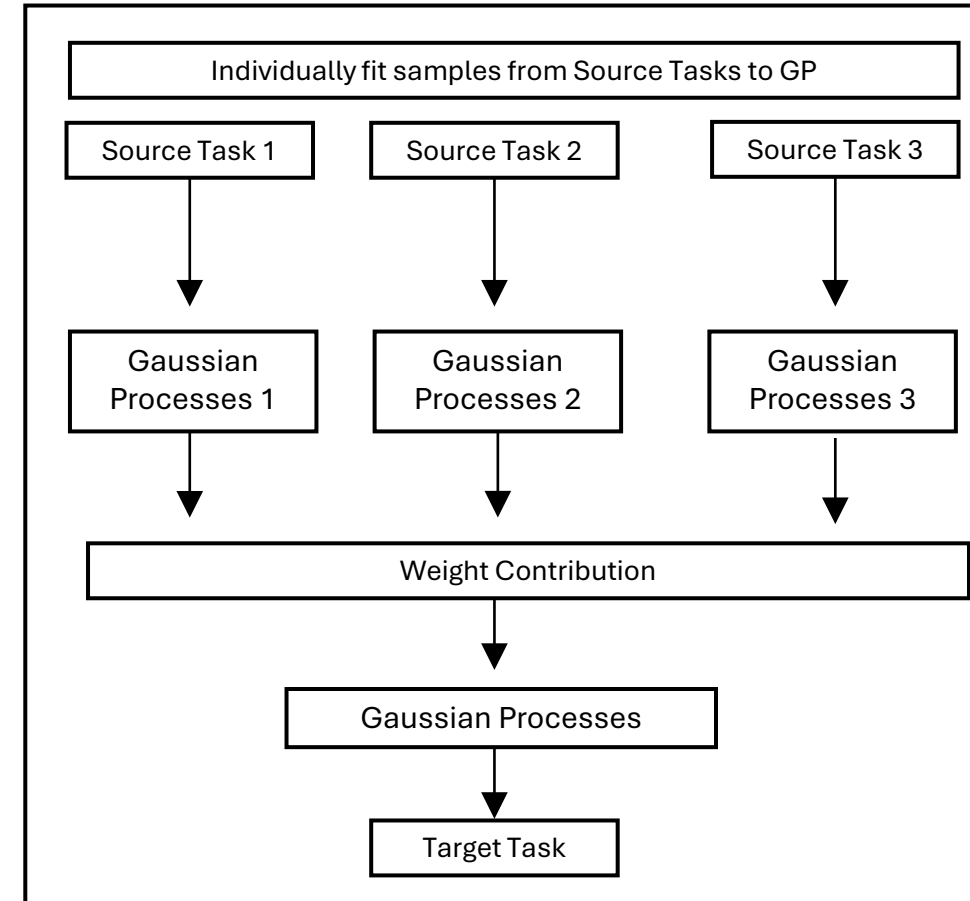 Individually fit samples from Source Tasks to GP
Source Task 1
Source Task 2
Source Task 3
Gaussian
Processes 1
Gaussian
Processes 2
Gaussian
Processes 3
Weight Contribution
Gaussian Processes
Target Task